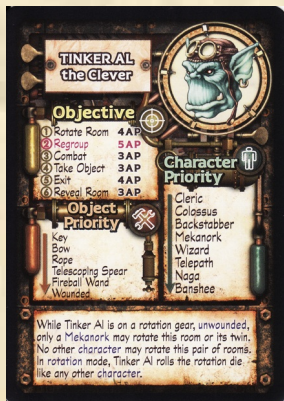 TINKER AL
the Clever
Objective
1 Rotate Room 4AP
2 Regroup 5AP
3 Combat 3AP
4 Take Object 3AP
5 Exit 4AP
6 Reveal Room 3AP
Object
Priority
Key
Bow
Rope
Telescoping Spear
Fireball Wand
Wounded
Character
Priority
Cleric
Colossus
Backstabber
Mekanork
Wizard
Telepath
Naga
Banshee
While Tinker Al is on a rotation gear, unwounded,
only a Mekanork may rotate this room or its twin.
No other character may rotate this pair of rooms.
In rotation mode, Tinker Al rolls the rotation die
like any other character.